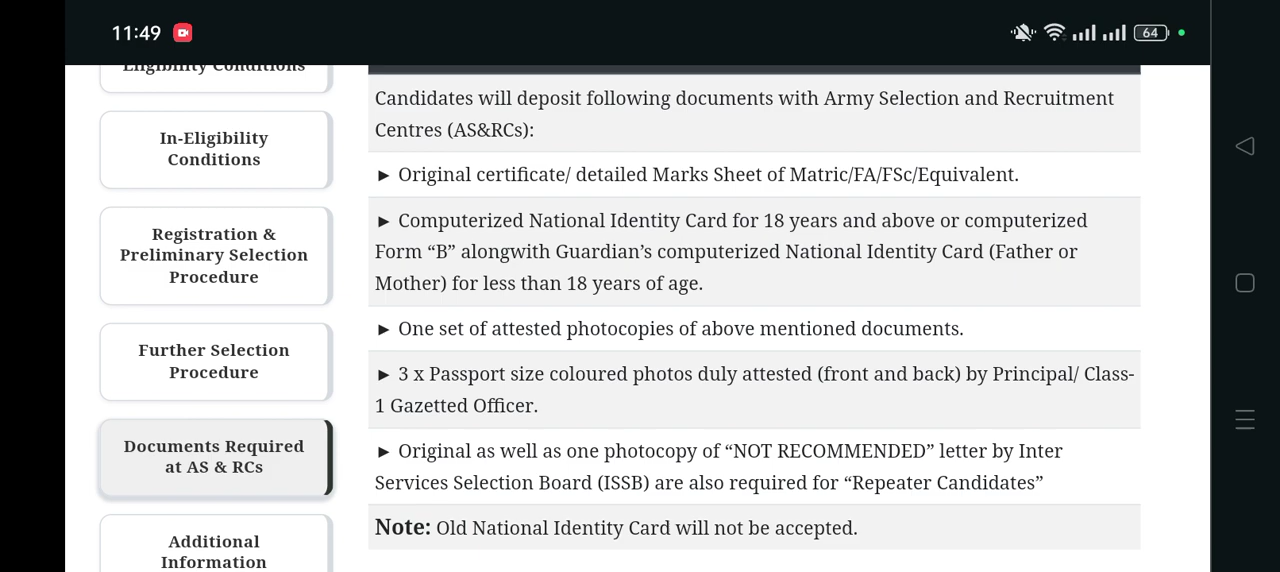 11:49
64
Eligibility Conditions
In-Eligibility
Conditions
Registration &
Preliminary Selection
Procedure
Further Selection
Procedure
Documents Required
at AS & RCs
Additional
Information
Candidates will deposit following documents with Army Selection and Recruitment
Centres (AS&RCs):
► Original certificate/ detailed Marks Sheet of Matric/FA/FSc/Equivalent.
► Computerized National Identity Card for 18 years and above or computerized
Form “B” alongwith Guardian’s computerized National Identity Card (Father or
Mother) for less than 18 years of age.
► One set of attested photocopies of above mentioned documents.
► 3 x Passport size coloured photos duly attested (front and back) by Principal/ Class-
1 Gazetted Officer.
► Original as well as one photocopy of “NOT RECOMMENDED” letter by Inter
Services Selection Board (ISSB) are also required for “Repeater Candidates”
Note: Old National Identity Card will not be accepted.